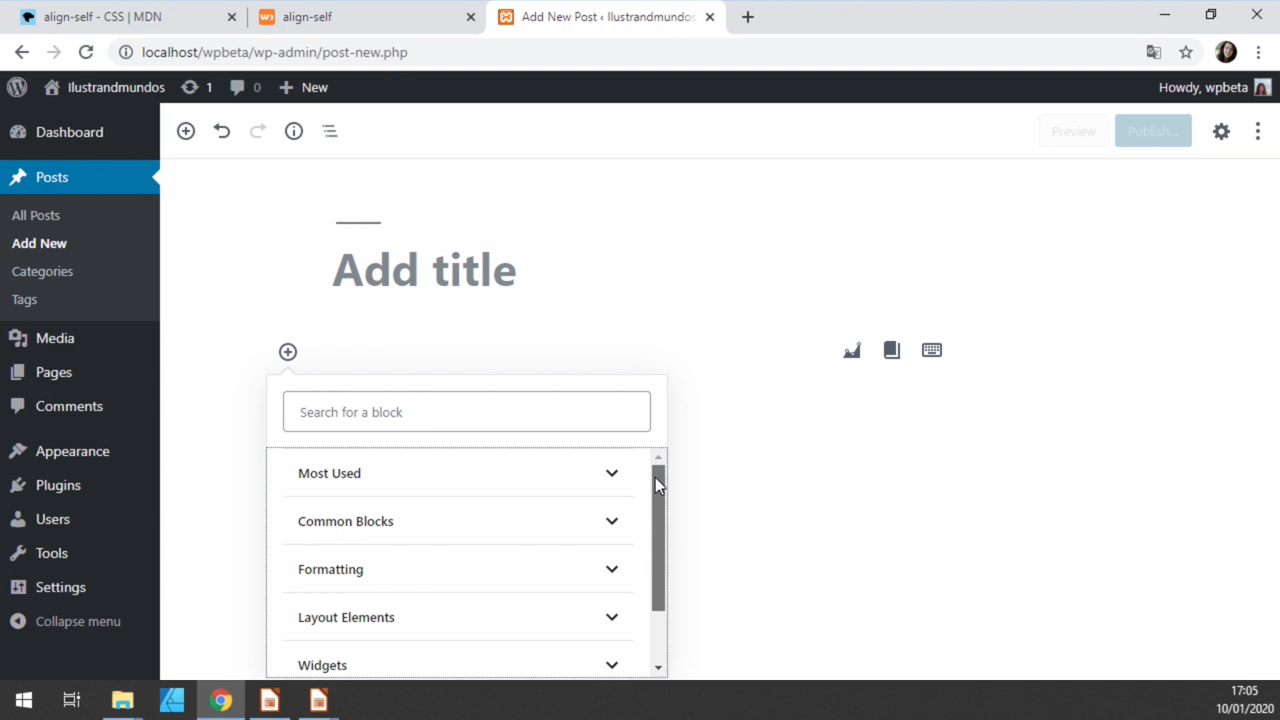 align-self - CSS | MDN
align-self
Add New Post ‹ Ilustrandmundos
localhost/wpbeta/wp-admin/post-new.php
Ilustrandmundos
1
0
New
Howdy, wpbeta
Dashboard
Posts
All Posts
Add New
Categories
Tags
Media
Pages
Comments
Appearance
Plugins
Users
Tools
Settings
Collapse menu
Preview
Publish...
Add title
Search for a block
Most Used
Common Blocks
Formatting
Layout Elements
Widgets
17:05
10/01/2020